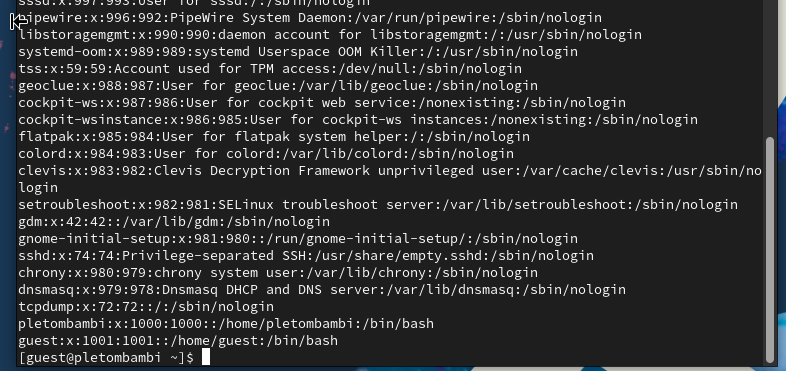 sssd:x:997:993:User for sssd:/:/sbin/nologin
pipewire:x:996:992:PipeWire System Daemon:/var/run/pipewire:/sbin/nologin
libstoragemgmt:x:990:990:daemon account for libstoragemgmt:/:/usr/sbin/nologin
systemd-oom:x:989:989:systemd Userspace OOM Killer:/:/usr/sbin/nologin
tss:x:59:59:Account used for TPM access:/dev/null:/sbin/nologin
geoclue:x:988:987:User for geoclue:/var/lib/geoclue:/sbin/nologin
cockpit-ws:x:987:986:User for cockpit web service:/nonexisting:/sbin/nologin
cockpit-wsinstance:x:986:985:User for cockpit-ws instances:/nonexisting:/sbin/nologin
flatpak:x:985:984:User for flatpak system helper:/:/sbin/nologin
colord:x:984:983:User for colord:/var/lib/colord:/sbin/nologin
clevis:x:983:982:Clevis Decryption Framework unprivileged user:/var/cache/clevis:/usr/sbin/no
login
setroubleshoot:x:982:981:SELinux troubleshoot server:/var/lib/setroubleshoot:/sbin/nologin
gdm:x:42:42::/var/lib/gdm:/sbin/nologin
gnome-initial-setup:x:981:980::/run/gnome-initial-setup/:/sbin/nologin
sshd:x:74:74:Privilege-separated SSH:/usr/share/empty.sshd:/sbin/nologin
chrony:x:980:979:chrony system user:/var/lib/chrony:/sbin/nologin
dnsmasq:x:979:978:Dnsmasq DHCP and DNS server:/var/lib/dnsmasq:/sbin/nologin
tcpdump:x:72:72::/:/sbin/nologin
pletombambi:x:1000:1000::/home/pletombambi:/bin/bash
guest:x:1001:1001::/home/guest:/bin/bash
[guest@pletombambi ~]$